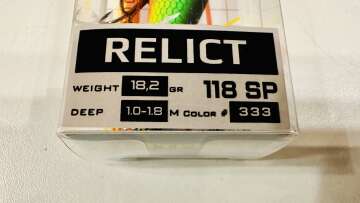 RELICT
WEIGHT 18,2 GR 118 SP
DEEP 1.0-1.8 M COLOR # 333